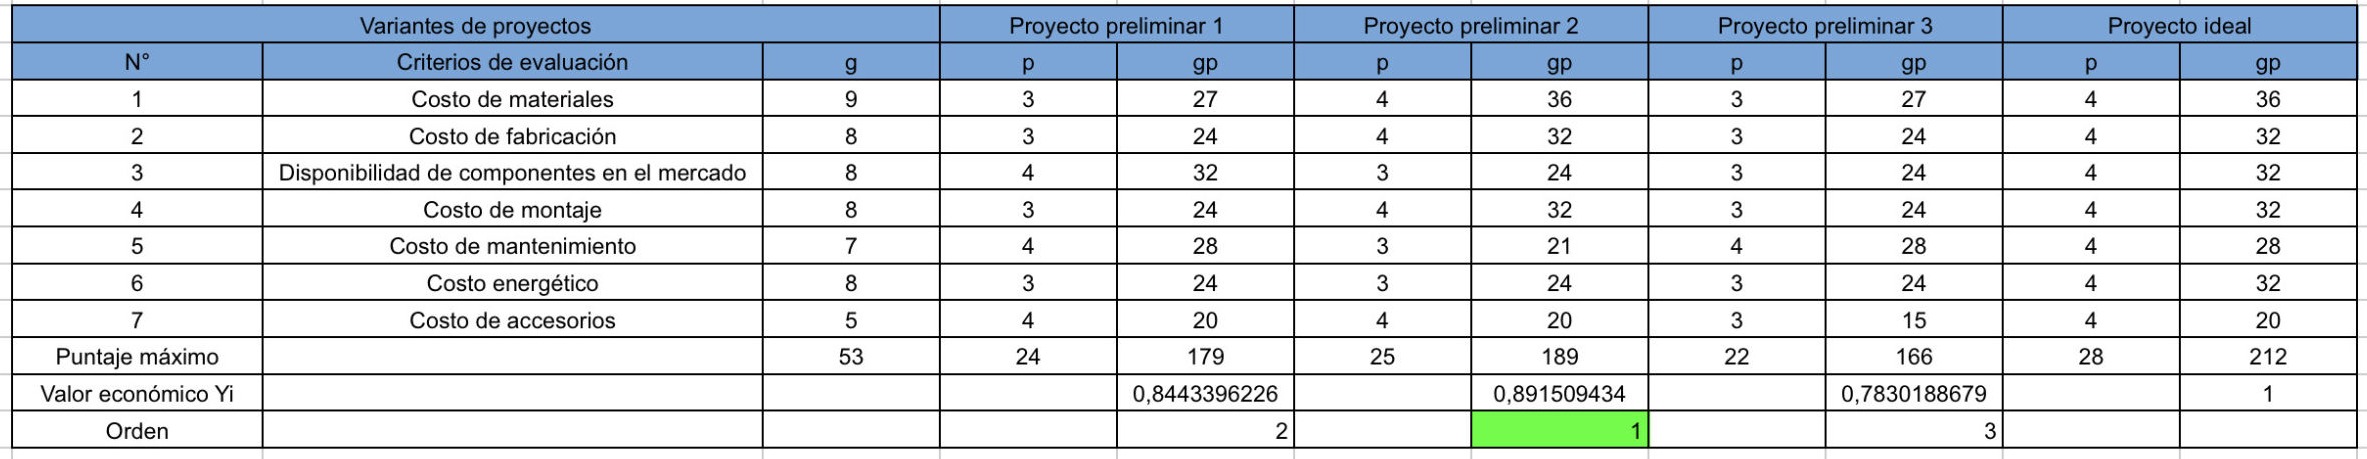 Variantes de proyectos Proyecto preliminar 1 Proyecto preliminar 2 Proyecto preliminar 3 Proyecto ideal
N° Criterios de evaluación g p gp p gp p gp p gp
1 Costo de materiales 9 3 27 4 36 3 27 4 36
2 Costo de fabricación 8 3 24 4 32 3 24 4 32
3 Disponibilidad de componentes en el mercado 8 4 32 3 24 3 24 4 32
4 Costo de montaje 8 3 24 4 32 3 24 4 32
5 Costo de mantenimiento 7 4 28 3 21 4 28 4 28
6 Costo energético 8 3 24 3 24 3 24 4 32
7 Costo de accesorios 5 4 20 4 20 3 15 4 20
Puntaje máximo 53 24 179 25 189 22 166 28 212
Valor económico Yi 0,8443396226 0,891509434 0,7830188679 1
Orden 2 1 3